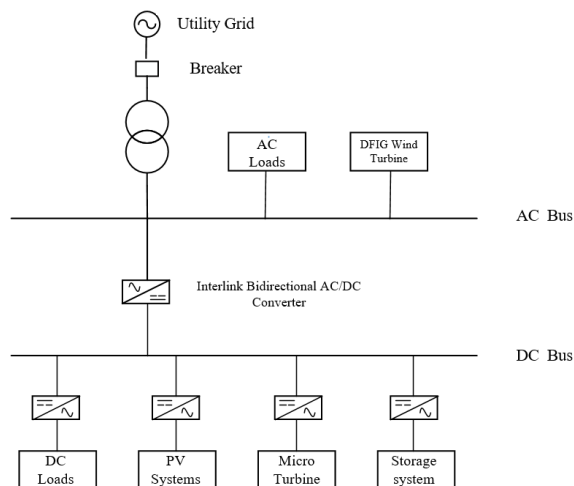 Utility Grid
Breaker
AC
Loads
DFIG Wind
Turbine
AC Bus
Interlink Bidirectional AC/DC
Converter
DC Bus
DC
Loads
PV
Systems
Micro
Turbine
Storage
system